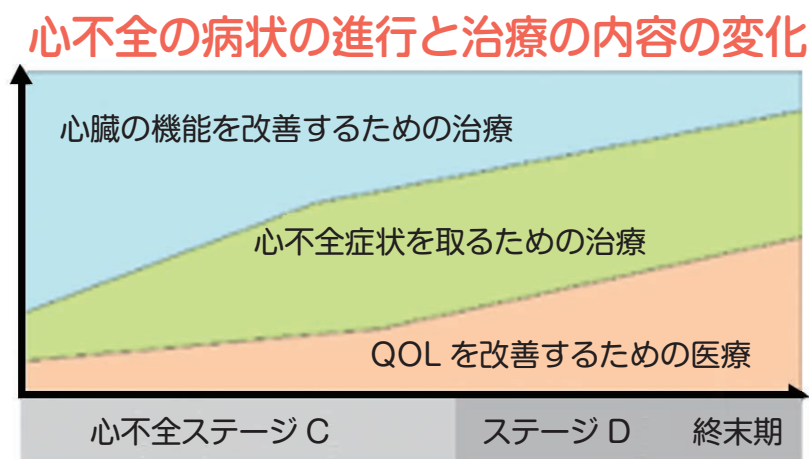 心不全の病状の進行と治療の内容の変化
心臓の機能を改善するための治療
心不全症状を取るための治療
QOL を改善するための医療
心不全ステージ C
ステージ D
終末期